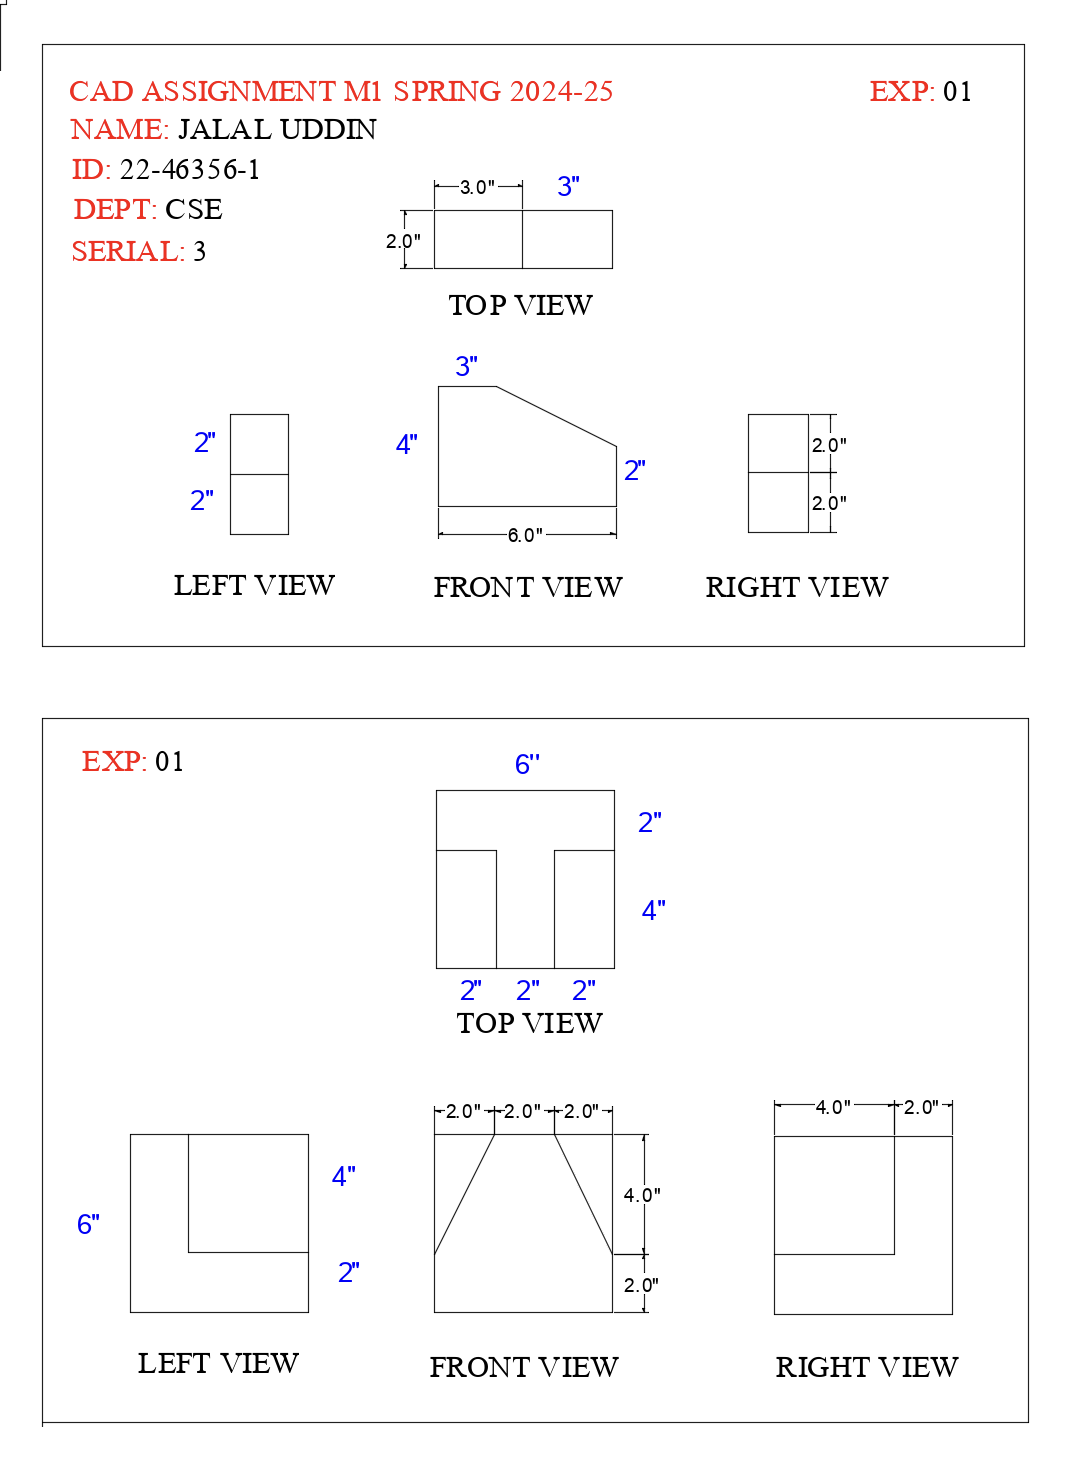 CAD ASSIGNMENT M1 SPRING 2024-25 EXP: 01
NAME: JALAL UDDIN
ID: 22-46356-1
DEPT: CSE
SERIAL: 3
3.0" 3"
2.0"
TOP VIEW
3"
2" 4" 2.0"
2" 2" 2.0"
6.0"
LEFT VIEW FRONT VIEW RIGHT VIEW
EXP: 01
6''
2"
4"
2" 2" 2"
TOP VIEW
2.0" 2.0" 2.0" 4.0" 2.0"
4" 4.0"
6"
2" 2.0"
LEFT VIEW FRONT VIEW RIGHT VIEW